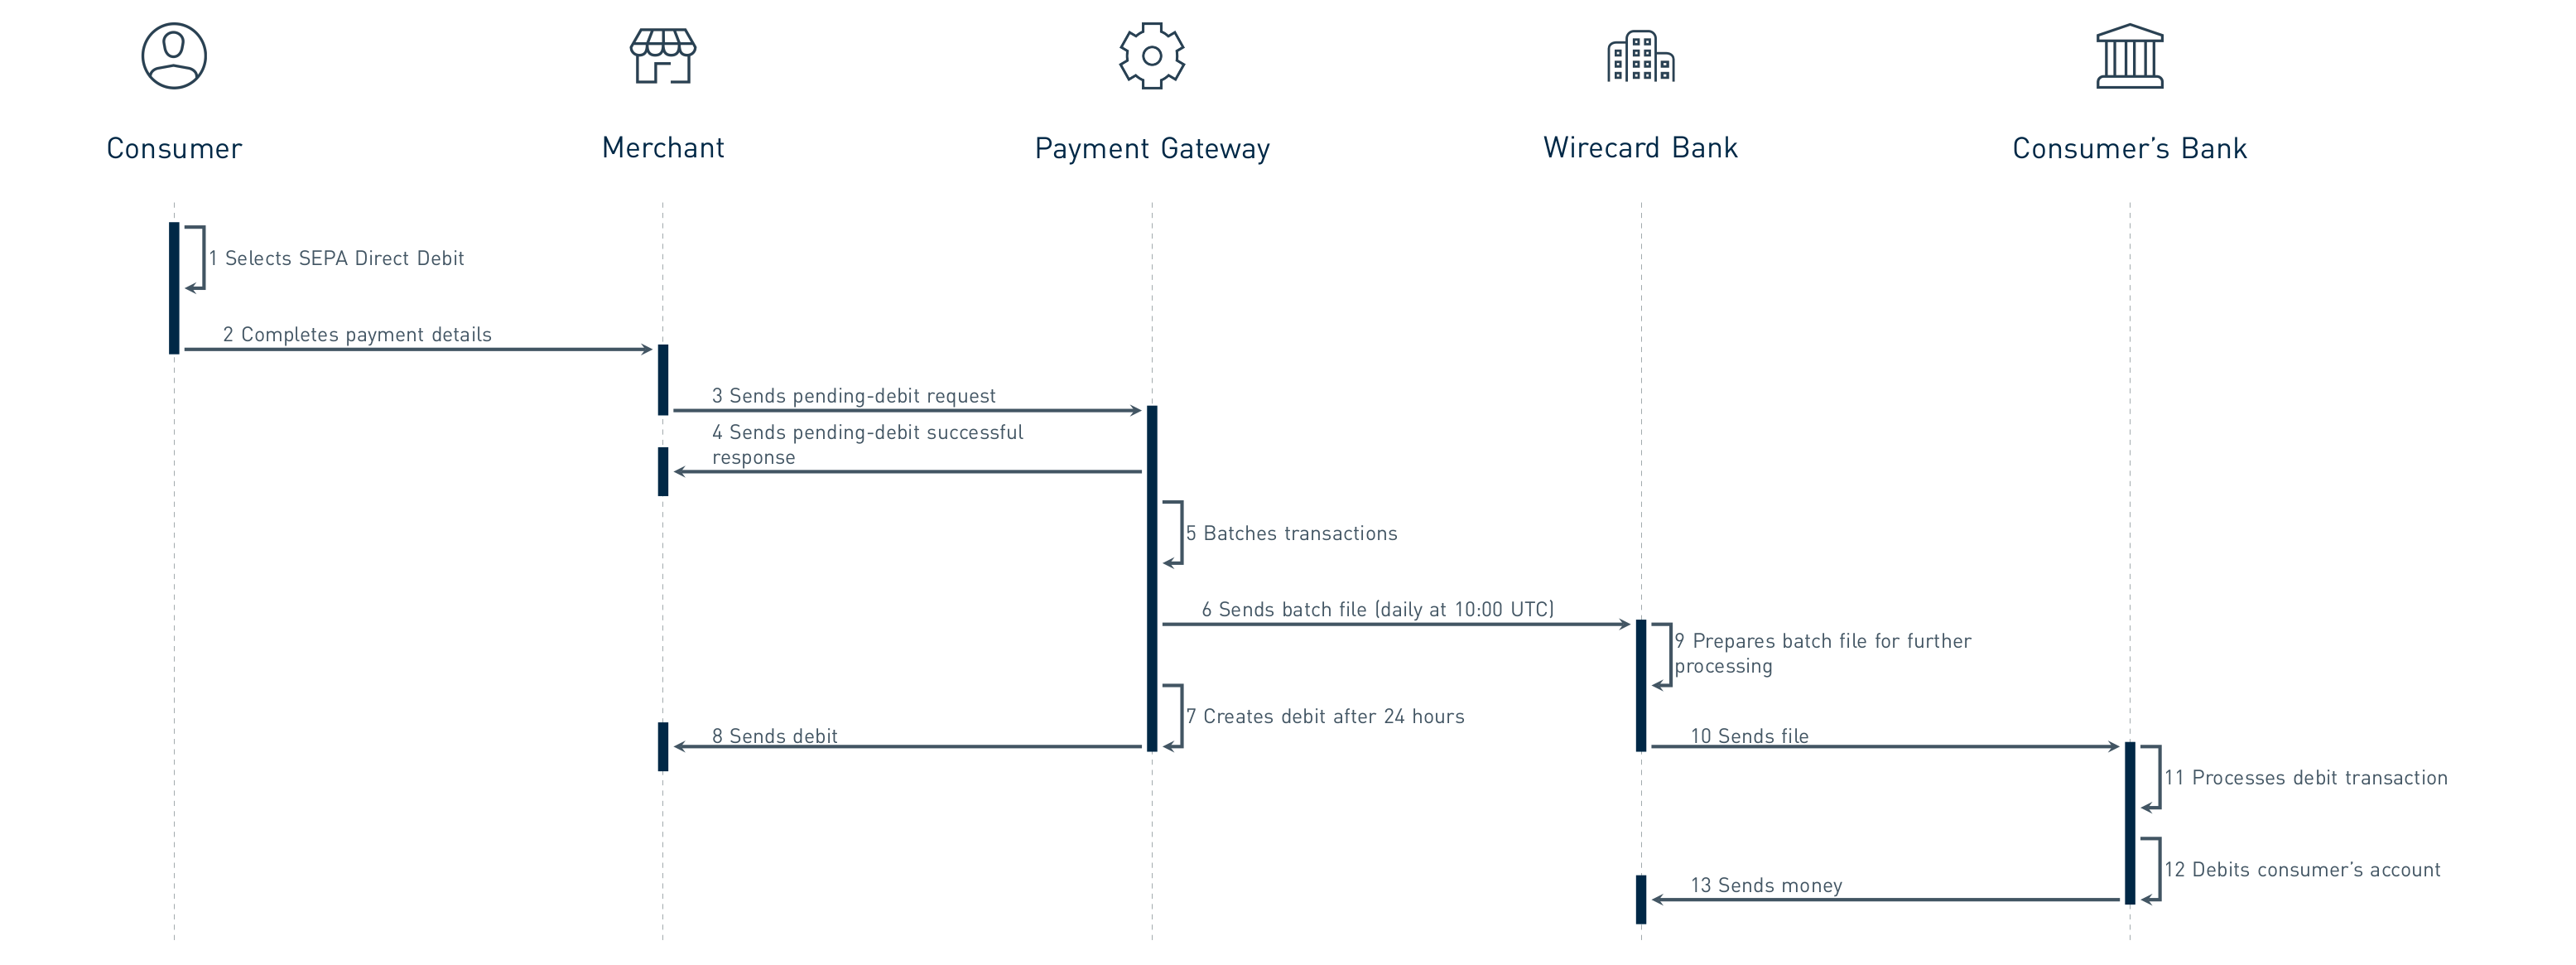 Consumer
Merchant
Payment Gateway
Wirecard Bank
Consumer’s Bank
1 Selects SEPA Direct Debit
2 Completes payment details
3 Sends pending-debit request
4 Sends pending-debit successful
response
5 Batches transactions
6 Sends batch file (daily at 10:00 UTC)
9 Prepares batch file for further
processing
7 Creates debit after 24 hours
8 Sends debit
10 Sends file
11 Processes debit transaction
12 Debits consumer’s account
13 Sends money